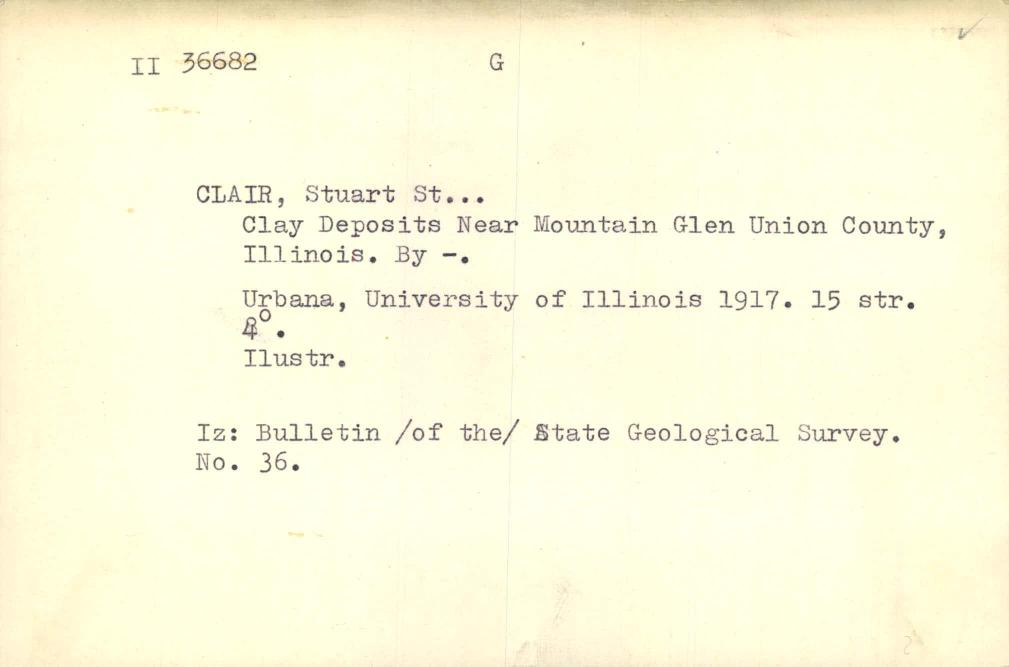 II 36682 G
CLAIR, Stuart St...
Clay Deposits Near Mountain Glen Union County,
Illinois. By -.
Urbana, University of Illinois 1917. 15 str.
4°.
Ilustr.
Iz: Bulletin /of the/ State Geological Survey.
No. 36.